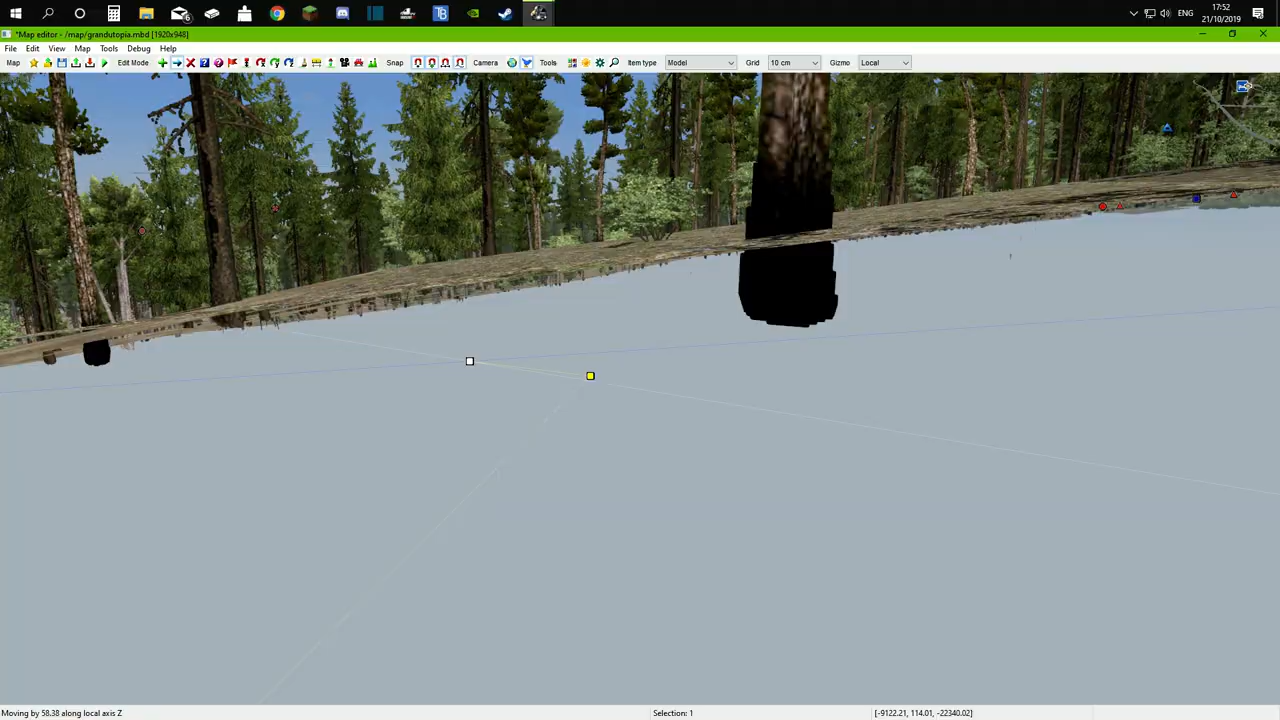 6
TB
ENG
17:52
21/10/2019
*Map editor - /map/grandutopia.mbd [1920x948]
File Edit View Map Tools Debug Help
Map Edit Mode Snap Camera Tools Item type Model Grid 10 cm Gizmo Local
Moving by 58.38 along local axis Z
Selection: 1
[-9122.21, 114.01, -22340.02]